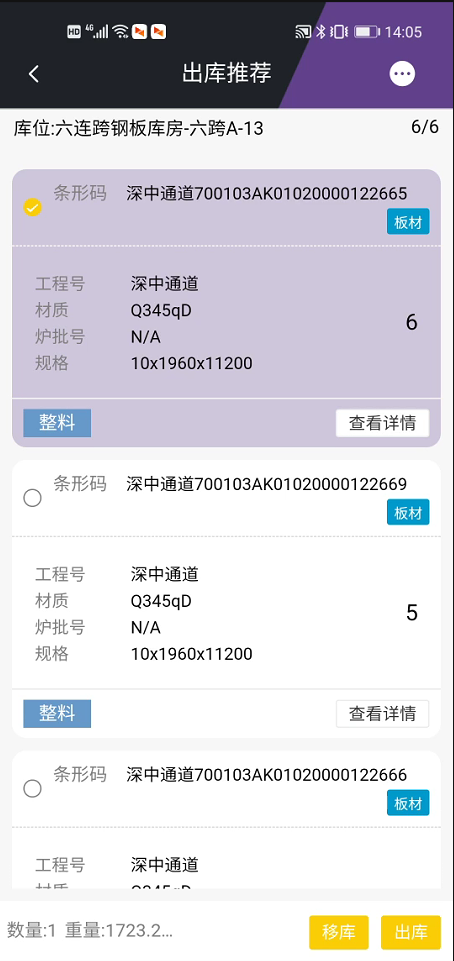 HD 4G 14:05
出库推荐
库位:六连跨钢板库房-六跨A-13 6/6
条形码 深中通道700103AK01020000122665
板材
工程号 深中通道
材质 Q345qD
6
炉批号 N/A
规格 10x1960x11200
整料 查看详情
条形码 深中通道700103AK01020000122669
板材
工程号 深中通道
材质 Q345qD
5
炉批号 N/A
规格 10x1960x11200
整料 查看详情
条形码 深中通道700103AK01020000122666
板材
工程号 深中通道
材质 Q345qD
数量:1 重量:1723.2... 移库 出库